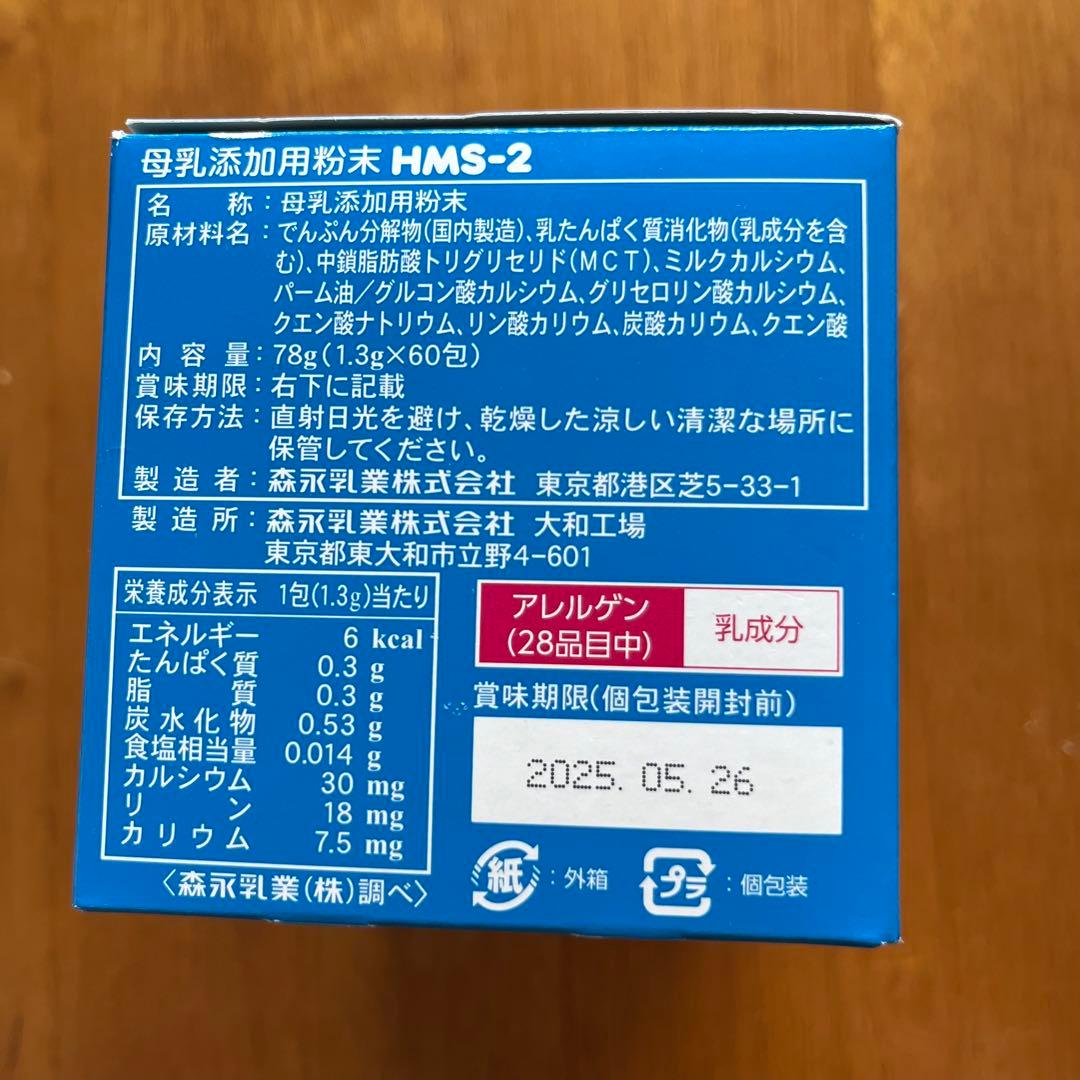 母乳添加用粉末 HMS-2
名称：母乳添加用粉末
原材料名：でんぷん分解物(国内製造)、乳たんぱく質消化物(乳成分を含
む)、中鎖脂肪酸トリグリセリド(MCT)、ミルクカルシウム、
パーム油／グルコン酸カルシウム、グリセロリン酸カルシウム、
クエン酸ナトリウム、リン酸カリウム、炭酸カリウム、クエン酸
内容量：78g(1.3g×60包)
賞味期限：右下に記載
保存方法：直射日光を避け、乾燥した涼しい清潔な場所に
保管してください。
製造者：森永乳業株式会社 東京都港区芝5-33-1
製造所：森永乳業株式会社 大和工場
東京都東大和市立野4-601
栄養成分表示 1包(1.3g)当たり
エネルギー 6 kcal
たんぱく質 0.3 g
脂質 0.3 g
炭水化物 0.53 g
食塩相当量 0.014 g
カルシウム 30 mg
リン 18 mg
カリウム 7.5 mg
〈森永乳業(株)調べ〉
アレルゲン
(28品目中)
乳成分
賞味期限(個包装開封前)
2025.05.26
紙：外箱
プラ：個包装